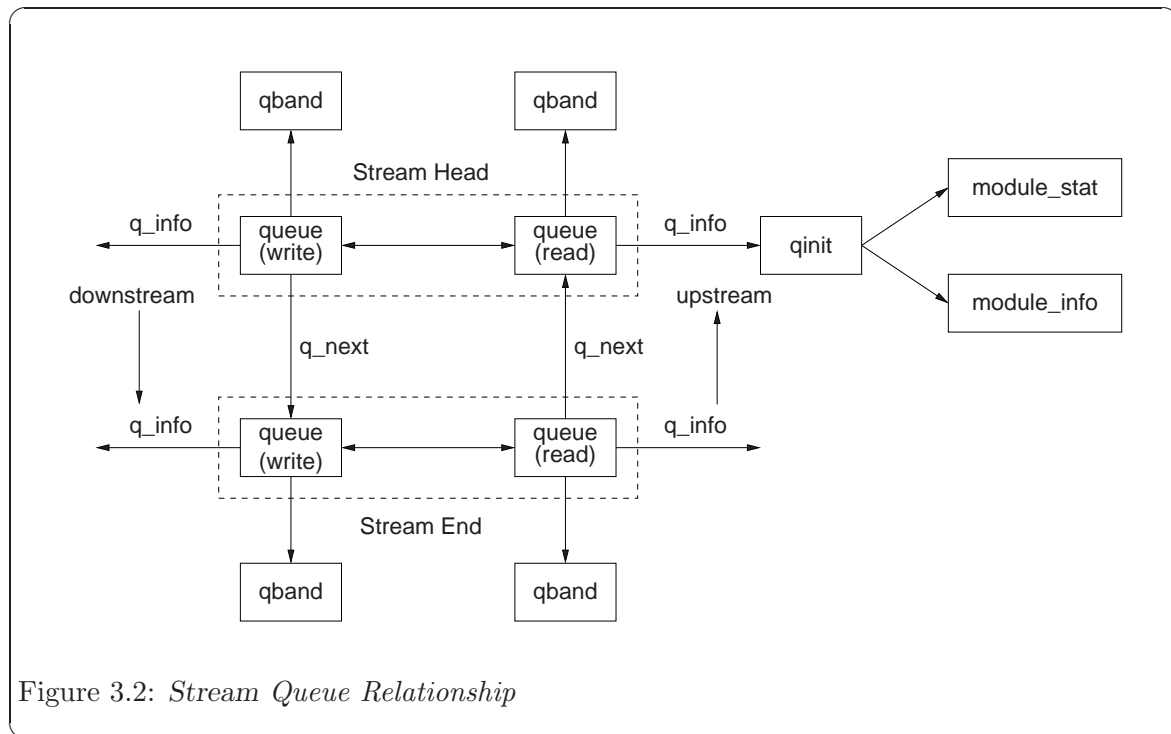 qband
qband
Stream Head
module_stat
q_info
queue
(write)
queue
(read)
q_info
qinit
downstream
upstream
module_info
q_next
q_next
q_info
queue
(write)
queue
(read)
q_info
Stream End
qband
qband
Figure 3.2: Stream Queue Relationship